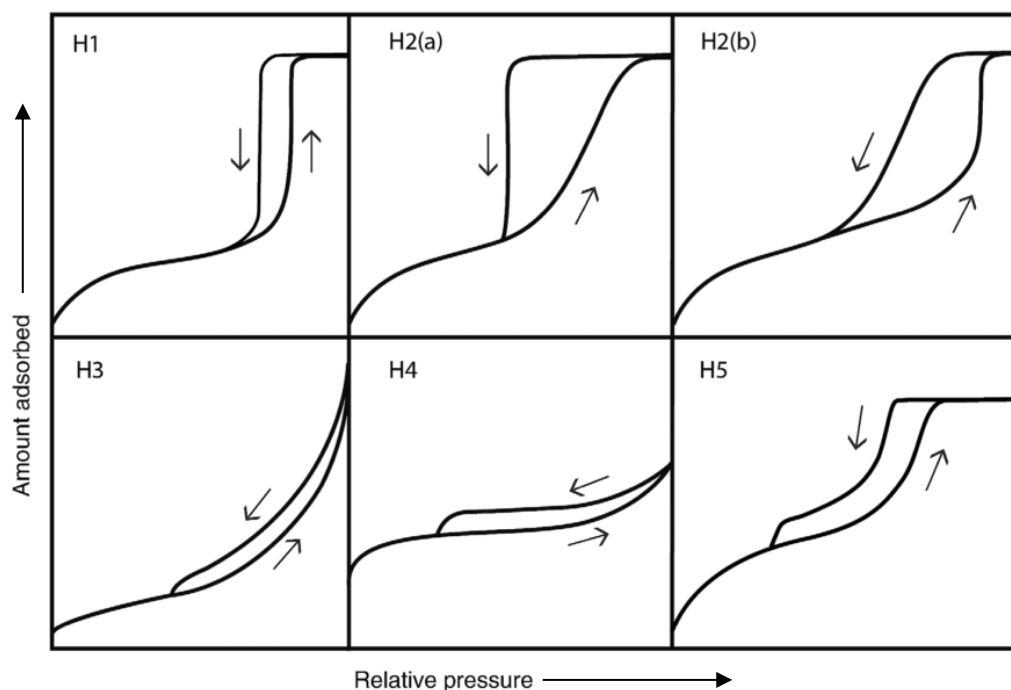 H1
H2(a)
H2(b)
H3
H4
H5
Amount adsorbed
Relative pressure